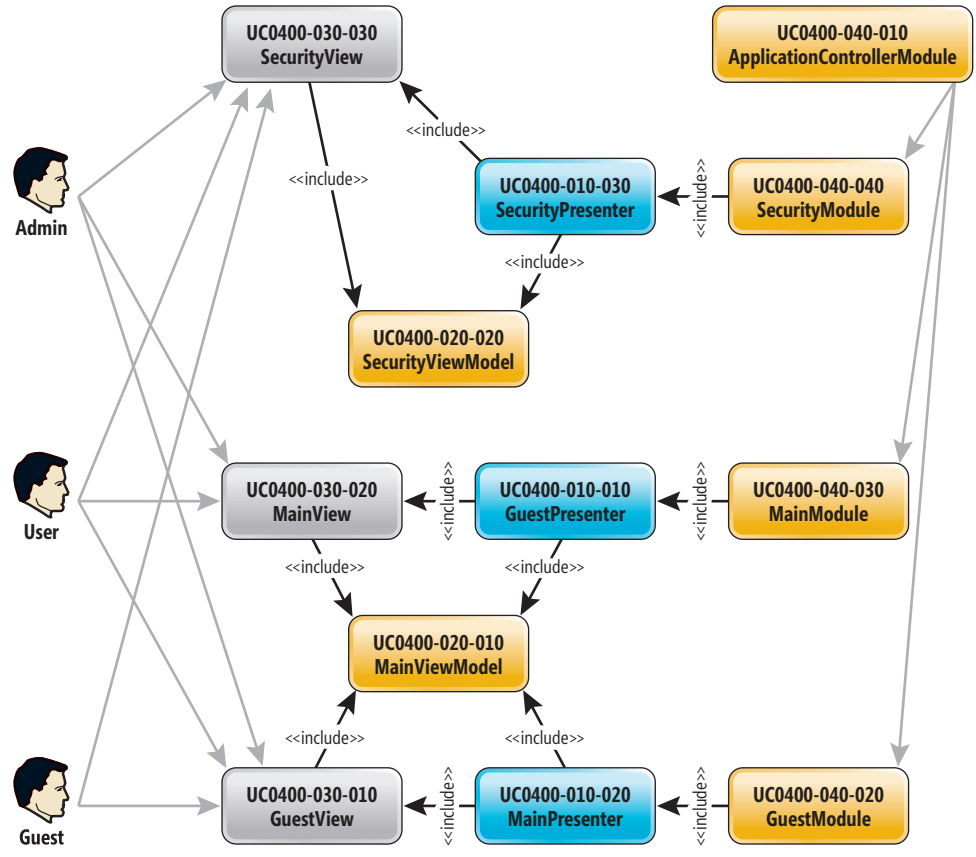 UC0400-030-030
SecurityView
UC0400-040-010
ApplicationControllerModule
<<include>>
<<include>>
Admin
UC0400-010-030
SecurityPresenter
<<include>>
UC0400-040-040
SecurityModule
<<include>>
UC0400-020-020
SecurityViewModel
User
UC0400-030-020
MainView
<<include>>
UC0400-010-010
GuestPresenter
<<include>>
UC0400-040-030
MainModule
<<include>>
<<include>>
UC0400-020-010
MainViewModel
<<include>>
<<include>>
Guest
UC0400-030-010
GuestView
<<include>>
UC0400-010-020
MainPresenter
<<include>>
UC0400-040-020
GuestModule